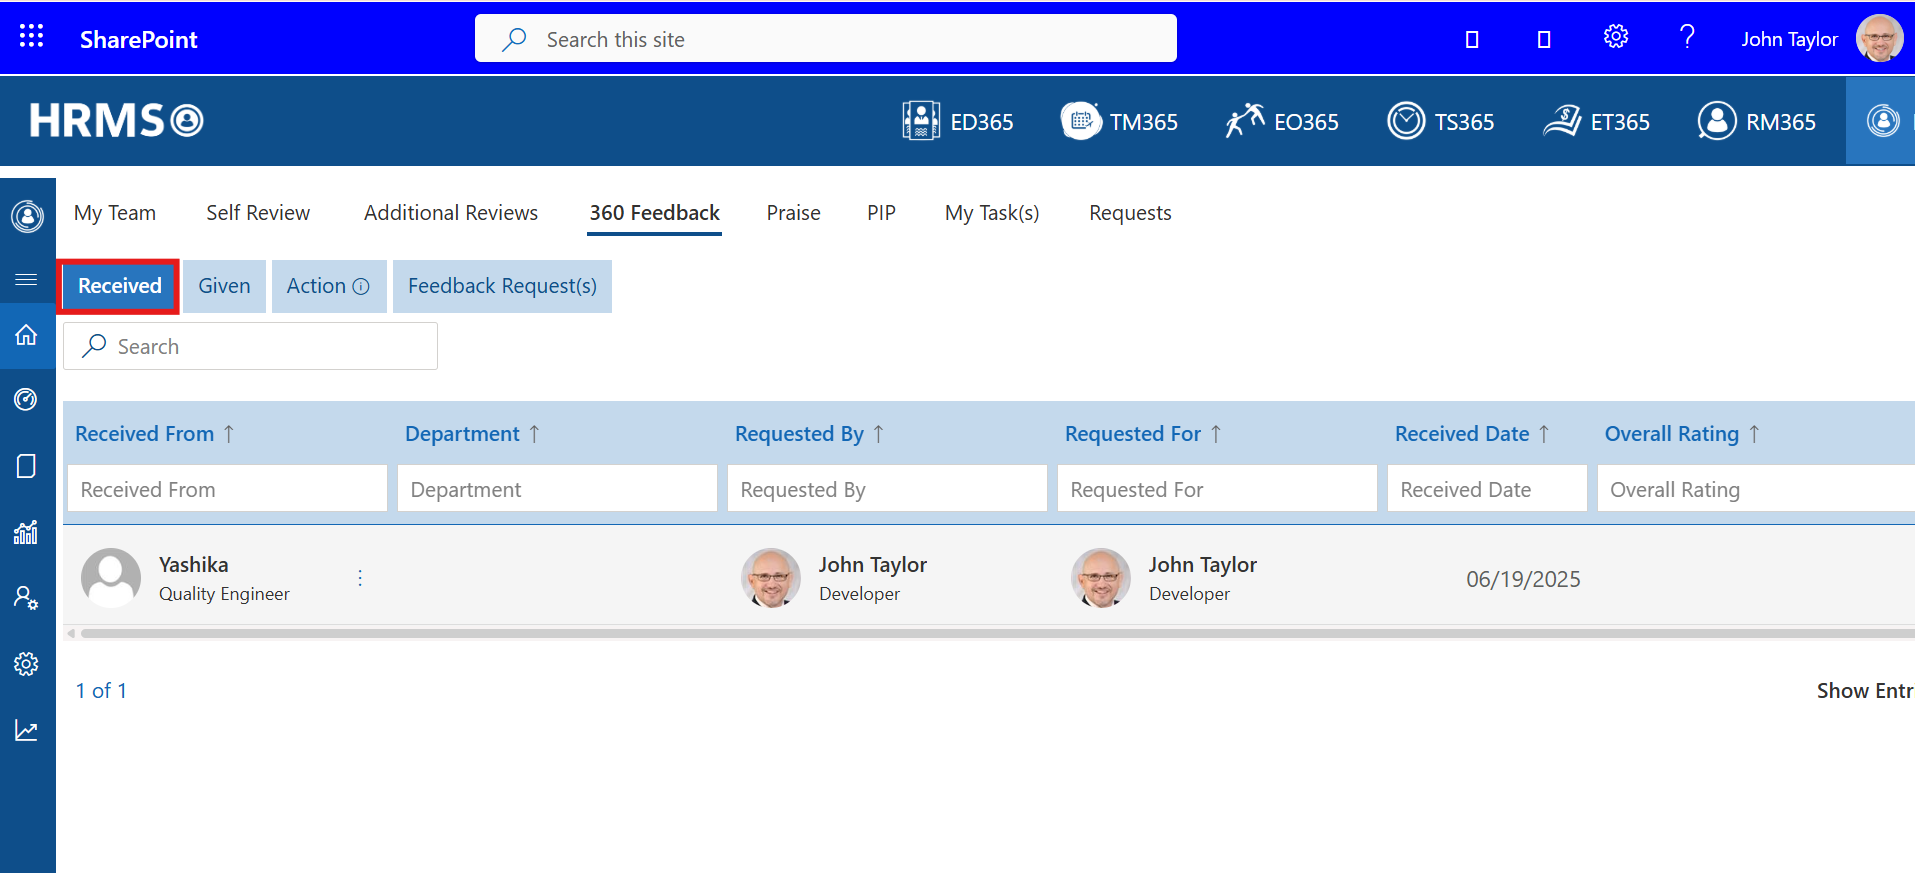 SharePoint
Search this site
John Taylor
HRMS
ED365
TM365
EO365
TS365
ET365
RM365
My Team
Self Review
Additional Reviews
360 Feedback
Praise
PIP
My Task(s)
Requests
Received
Given
Action
Feedback Request(s)
Search
Received From ↑
Department ↑
Requested By ↑
Requested For ↑
Received Date ↑
Overall Rating ↑
Received From
Department
Requested By
Requested For
Received Date
Overall Rating
Yashika
Quality Engineer
John Taylor
Developer
John Taylor
Developer
06/19/2025
1 of 1
Show Entr